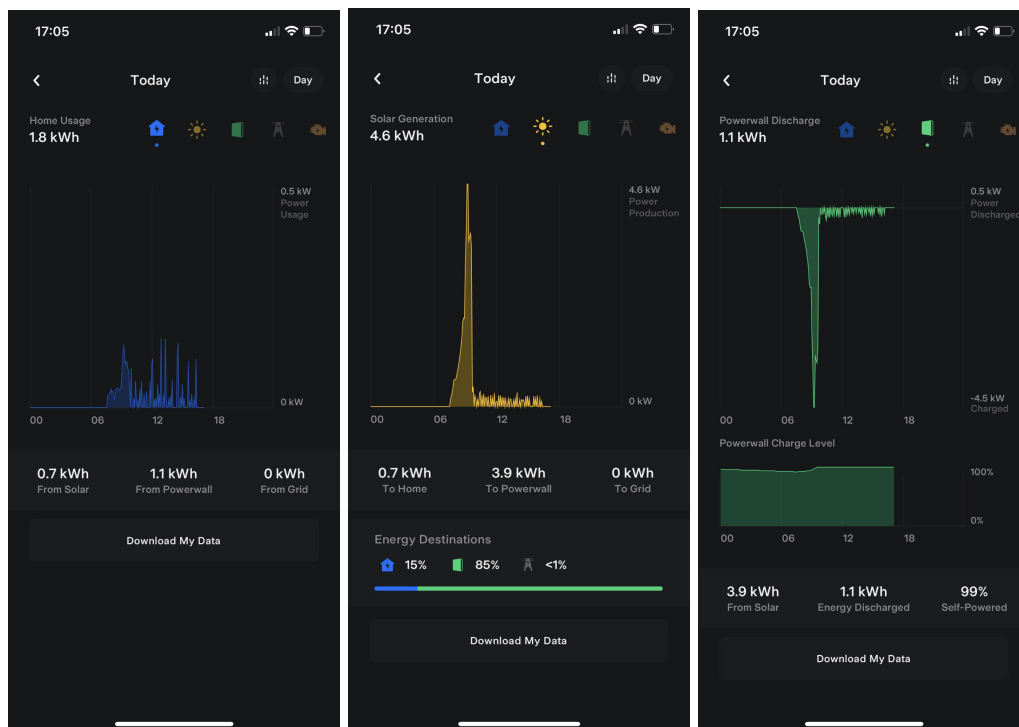 17:05
Today
Day
Home Usage
1.8 kWh
0.5 kW
Power
Usage
0 kW
00 06 12 18
0.7 kWh 1.1 kWh 0 kWh
From Solar From Powerwall From Grid
Download My Data
17:05
Today
Day
Solar Generation
4.6 kWh
4.6 kW
Power
Production
0 kW
00 06 12 18
0.7 kWh 3.9 kWh 0 kWh
To Home To Powerwall To Grid
Energy Destinations
15% 85% <1%
Download My Data
17:05
Today
Day
Powerwall Discharge
1.1 kWh
0.5 kW
Power
Discharged
-4.5 kW
Charged
00 06 12 18
Powerwall Charge Level
100%
0%
00 06 12 18
3.9 kWh 1.1 kWh 99%
From Solar Energy Discharged Self-Powered
Download My Data